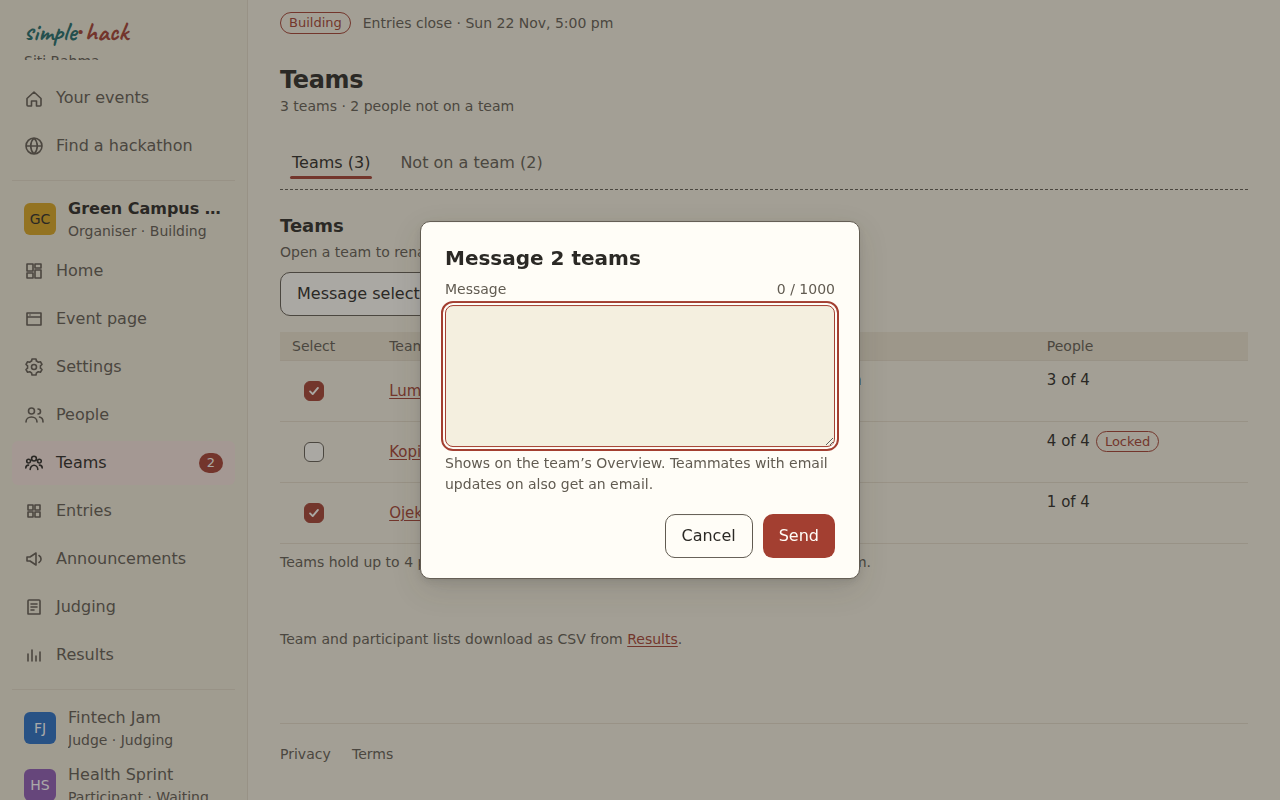 simple·hack
Siti Rahma
Your events
Find a hackathon
GC
Green Campus …
Organiser · Building
Home
Event page
Settings
People
Teams
2
Entries
Announcements
Judging
Results
FJ
Fintech Jam
Judge · Judging
HS
Health Sprint
Participant · Waiting
Building
Entries close · Sun 22 Nov, 5:00 pm
Teams
3 teams · 2 people not on a team
Teams (3)
Not on a team (2)
Teams
Open a team to
Message select
Select
People
3 of 4
4 of 4
Locked
1 of 4
Teams hold up to 4
Team and participant lists download as CSV from Results.
Privacy
Terms
Message 2 teams
Message
0 / 1000
Shows on the team’s Overview. Teammates with email
updates on also get an email.
Cancel
Send